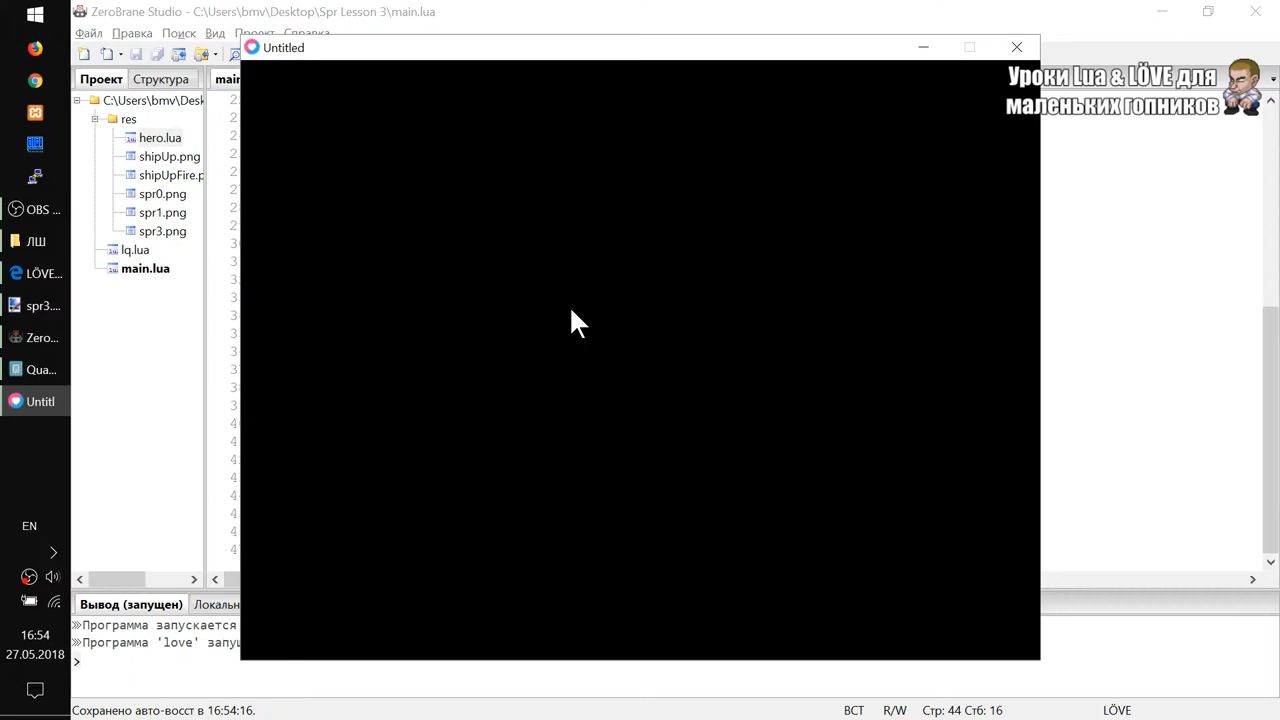 ZeroBrane Studio - C:\Users\bmv\Desktop\Spr Lesson 3\main.lua
Файл Правка Поиск Вид Проект Справка
Untitled
Уроки Lua & LÖVE для
маленьких гопников
Проект Структура
C:\Users\bmv\Desk
res
hero.lua
shipUp.png
shipUpFire.p
spr0.png
spr1.png
spr3.png
lq.lua
main.lua
OBS ...
ЛШ
LÖVE...
spr3....
Zero...
Qua...
Untitl
EN
16:54
27.05.2018
Вывод (запущен) Локальн
Программа запускается
Программа 'love' запу
>
Сохранено авто-восст в 16:54:16.
ВСТ
R/W
Стр: 44 Стб: 16
LÖVE